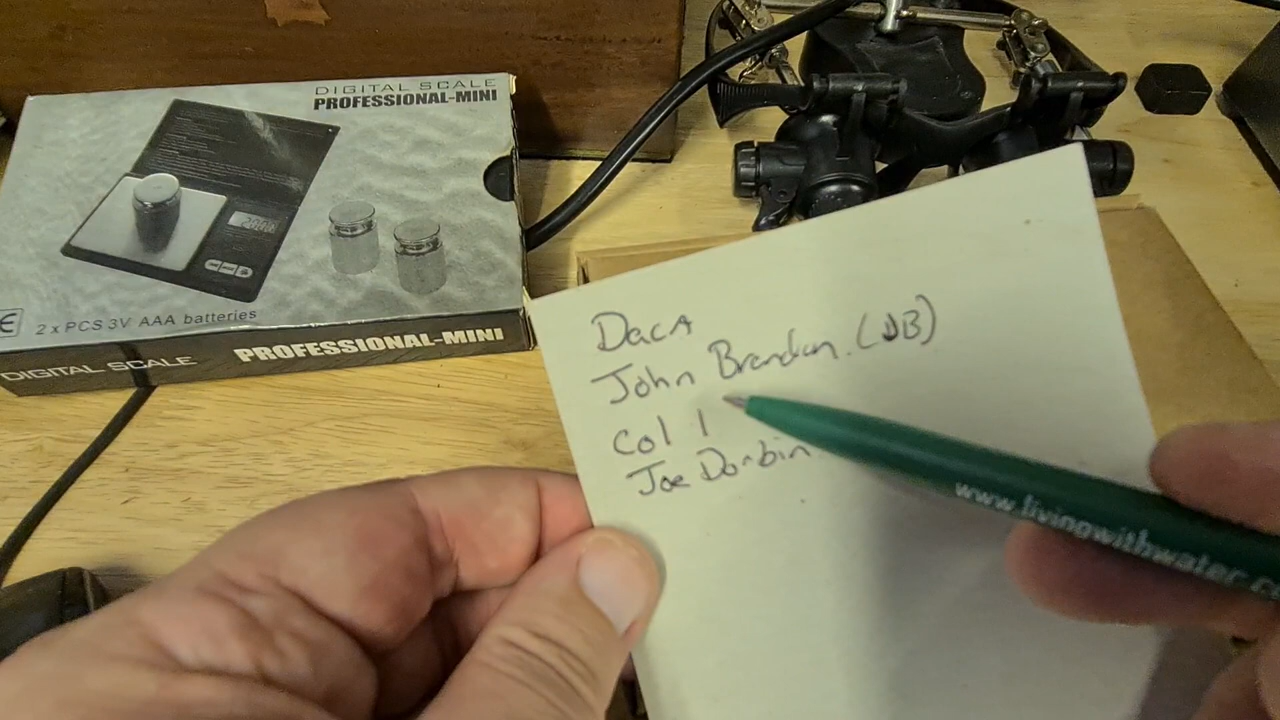 DIGITAL SCALE
PROFESSIONAL-MINI
2 x PCS 3V AAA batteries
DIGITAL SCALE PROFESSIONAL-MINI
DacA
John Brandon. (JB)
Col 1
Joe Dorbin
www.livingwithwater.c